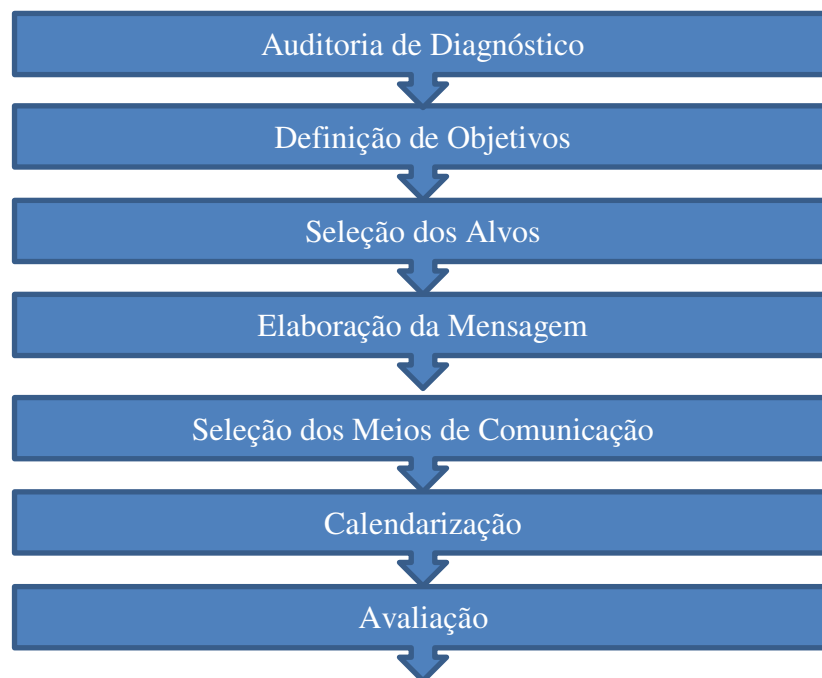 Auditoria de Diagnóstico
Definição de Objetivos
Seleção dos Alvos
Elaboração da Mensagem
Seleção dos Meios de Comunicação
Calendarização
Avaliação